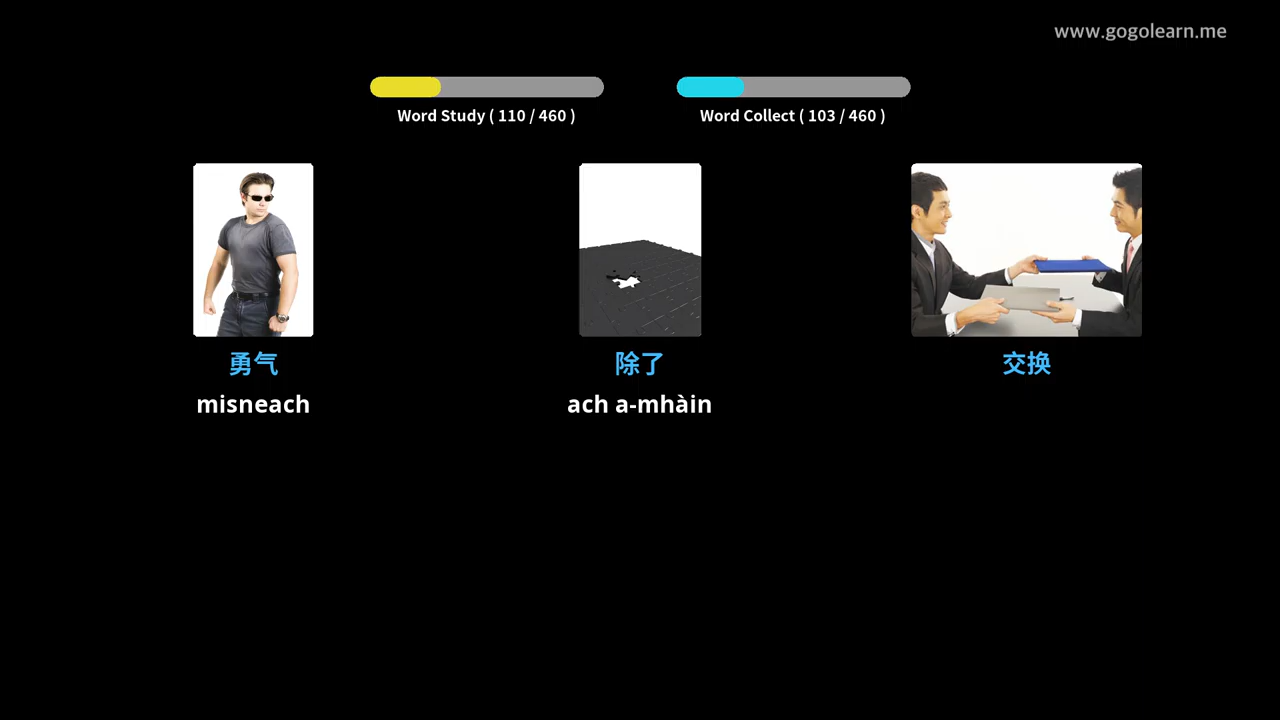 www.gogolearn.me
Word Study ( 110 / 460 )
Word Collect ( 103 / 460 )
勇气
除了
交换
misneach
ach a-mhàin